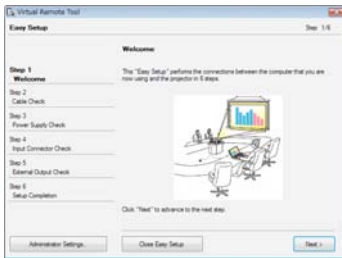 Virtual Remote Tool
Easy Setup
Step 1/6
Welcome
Step 1
Welcome
Step 2
Cable Check
Step 3
Power Supply Check
Step 4
Input Connector Check
Step 5
External Output Check
Step 6
Setup Completion
This "Easy Setup" performs the connections between the computer that you are
now using and the projector in 6 steps.
Click "Next" to advance to the next step.
Administrator Settings...
Close Easy Setup
Next >